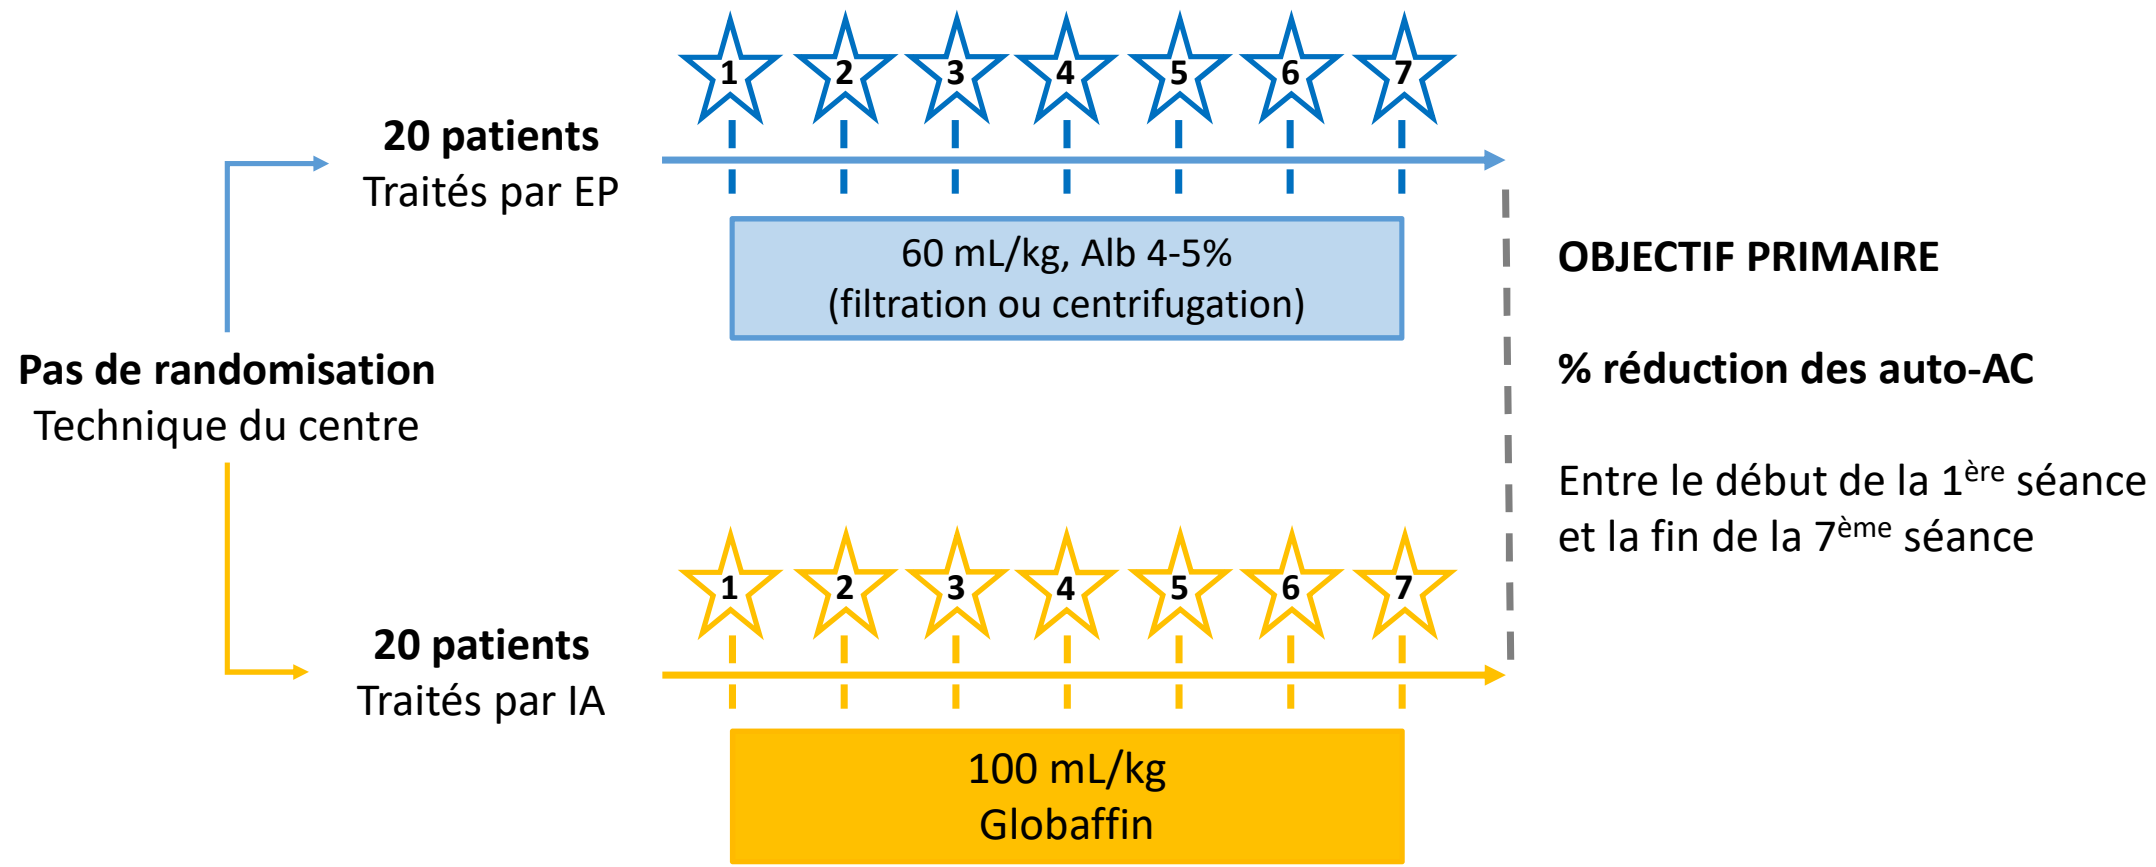 1 2 3 4 5 6 7
20 patients
Traités par EP
60 mL/kg, Alb 4-5%
(filtration ou centrifugation)
Pas de randomisation
Technique du centre
OBJECTIF PRIMAIRE
% réduction des auto-AC
Entre le début de la 1ère séance
et la fin de la 7ème séance
1 2 3 4 5 6 7
20 patients
Traités par IA
100 mL/kg
Globaffin